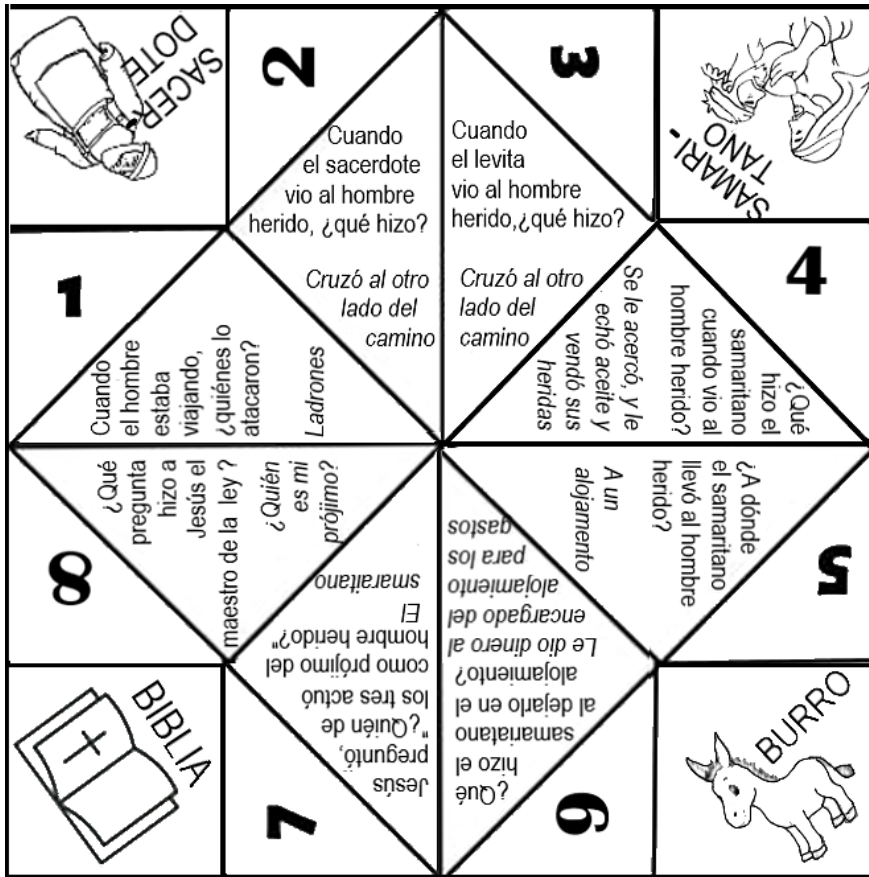 SACER
DOTE
2
Cuando
el sacerdote
vio al hombre
herido, ¿qué hizo?
Cruzó al otro
lado del
camino
3
Cuando
el levita
vio al hombre
herido,¿qué hizo?
Cruzó al otro
lado del
camino
SAMARI-
TANO
1
Cuando
el hombre
estaba
viajando,
¿quiénes lo
atacaron?
Ladrones
4
¿Qué
hizo el
samaritano
cuando vio al
hombre herido?
Se le acercó, y le
echó aceite y
vendó sus
heridas
8
¿Qué
pregunta
hizo a
Jesús el
maestro de la ley ?
¿Quién
es mi
prójimo?
5
¿A dónde
el samaritano
llevó al hombre
herido?
A un
alojamento
BIBLIA
7
Jesús
preguntó,
"¿Quién de
los tres actuó
como prójimo del
hombre herido?"
El
smaraitano
6
¿Qué
hizo el
samariatano
al dejarlo en el
alojamiento?
Le dio dinero al
encargado del
alojamiento
para los
gastos
BURRO